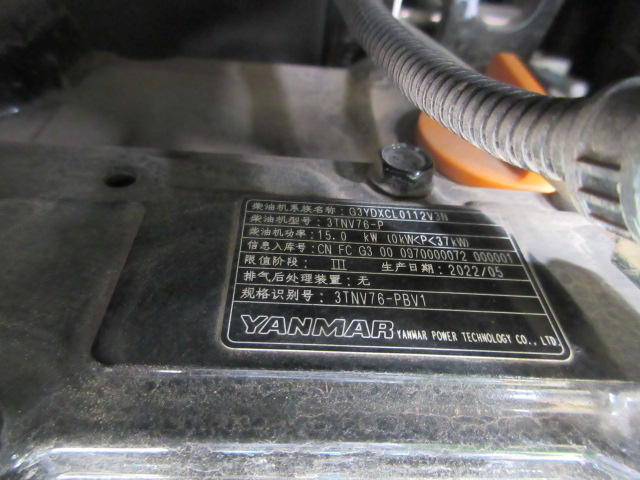 柴油机系族名称：G3YDXCL0112V3N
柴油机型号：3TNV76-P
柴油机功率：15.0 kW (0kW<P<37kW)
信息入库号：CN FC G3 00 0970000072 000001
限值阶段： III 生产日期：2022/05
排气后处理装置：无
规格识别号：3TNV76-PBV1
YANMAR YANMAR POWER TECHNOLOGY CO., LTD.